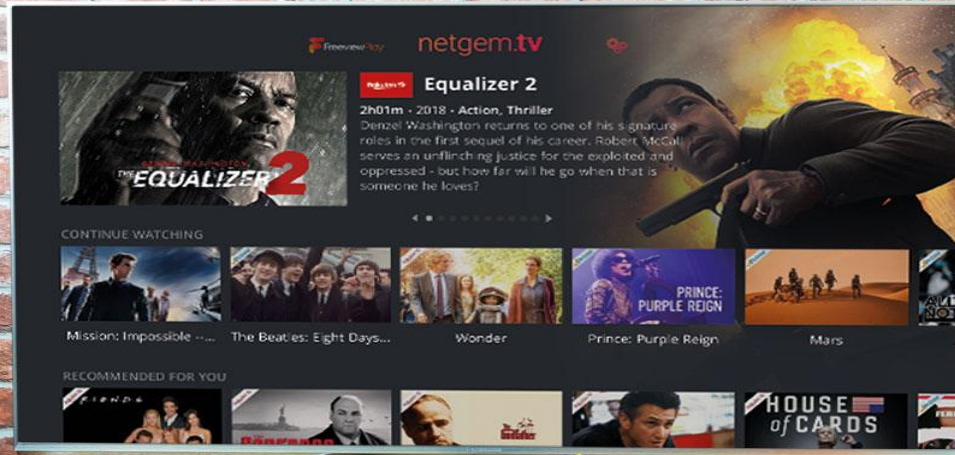 FreeviewPlay
netgem.tv
Equalizer 2
2h01m • 2018 • Action, Thriller
Denzel Washington returns to one of his signature
roles in the first sequel of his career. Robert McCall
serves an unflinching justice for the exploited and
oppressed - but how far will he go when that is
someone he loves?
DENZEL WASHINGTON
THE EQUALIZER 2
CONTINUE WATCHING
PRINCE:
PURPLE REIGN
Mission: Impossible --...
The Beatles: Eight Days...
Wonder
Prince: Purple Reign
Mars
RECOMMENDED FOR YOU
FRIENDS
Godfather
HOUSE
of CARDS